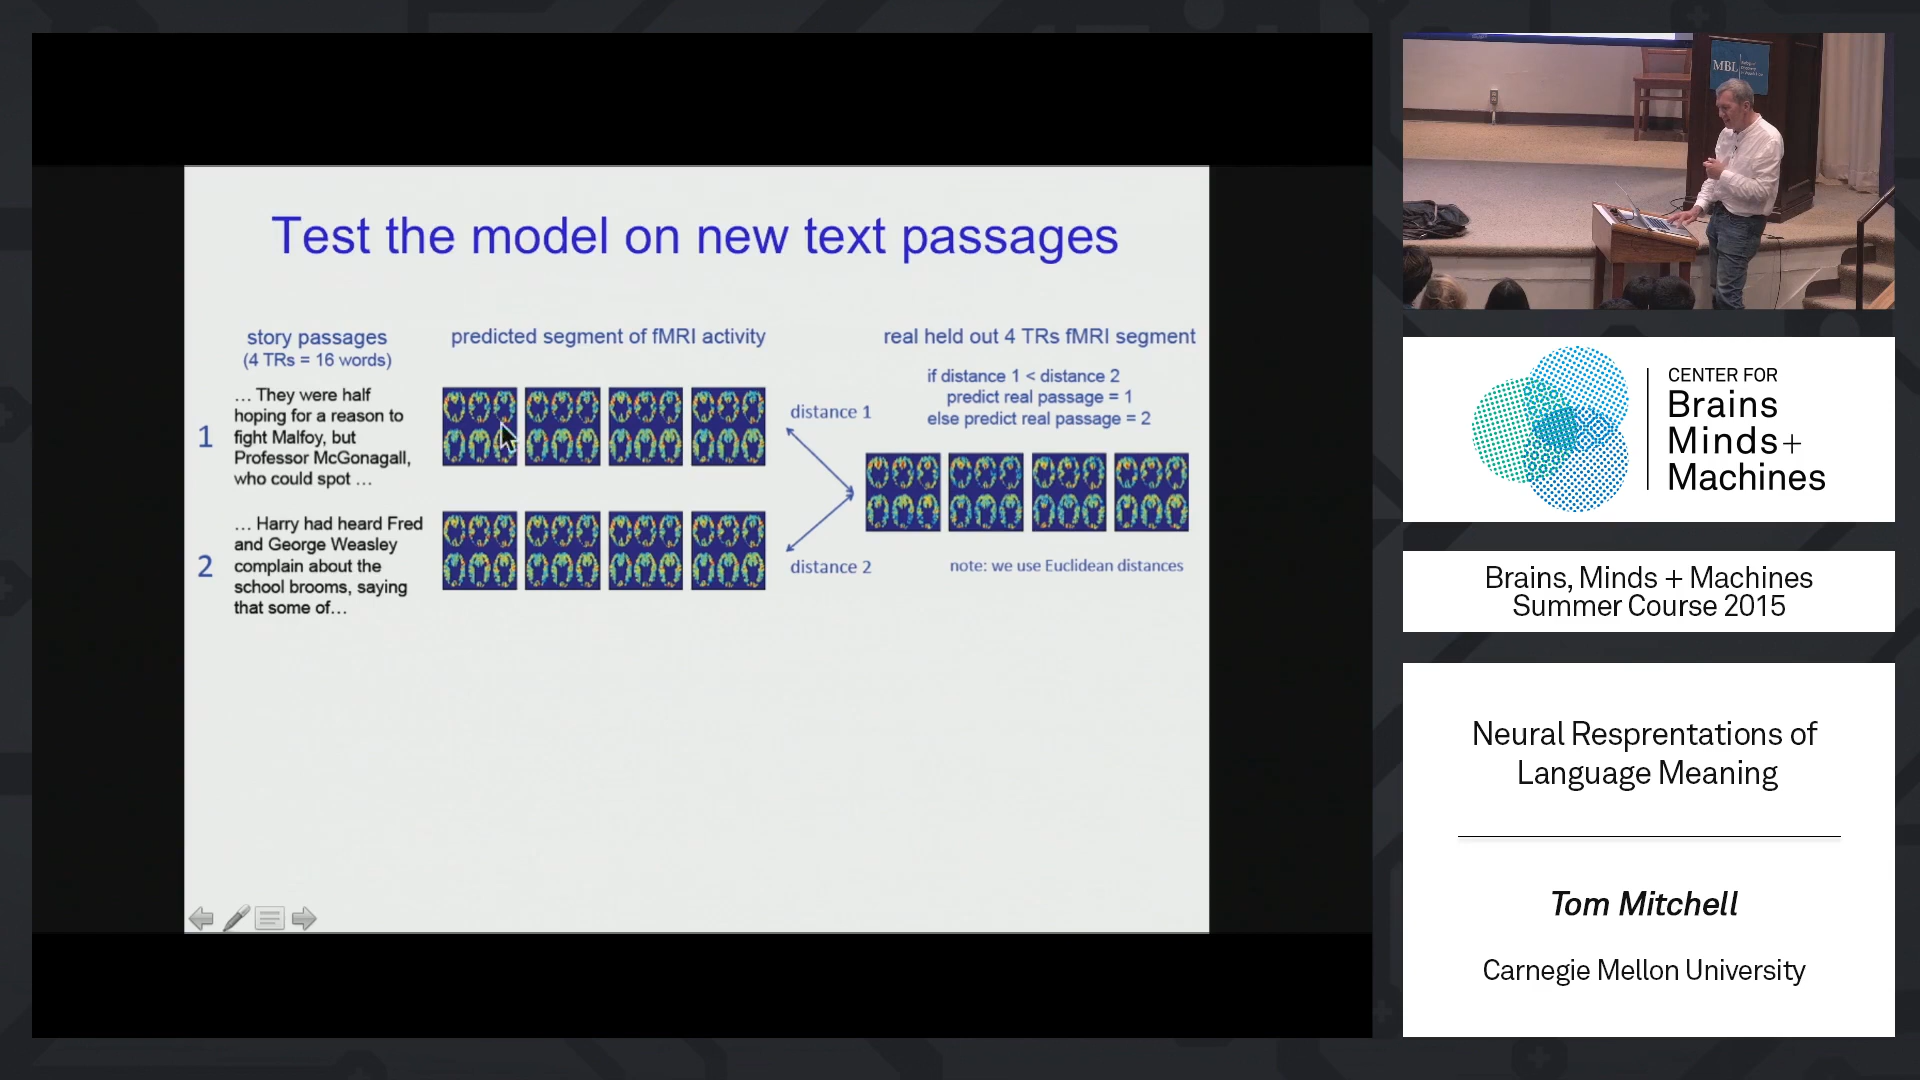 Test the model on new text passages
story passages
(4 TRs = 16 words)
predicted segment of fMRI activity
real held out 4 TRs fMRI segment
if distance 1 < distance 2
predict real passage = 1
else predict real passage = 2
1
… They were half
hoping for a reason to
fight Malfoy, but
Professor McGonagall,
who could spot …
distance 1
2
… Harry had heard Fred
and George Weasley
complain about the
school brooms, saying
that some of…
distance 2
note: we use Euclidean distances
MBL
CENTER FOR
Brains
Minds+
Machines
Brains, Minds + Machines
Summer Course 2015
Neural Resprentations of
Language Meaning
Tom Mitchell
Carnegie Mellon University